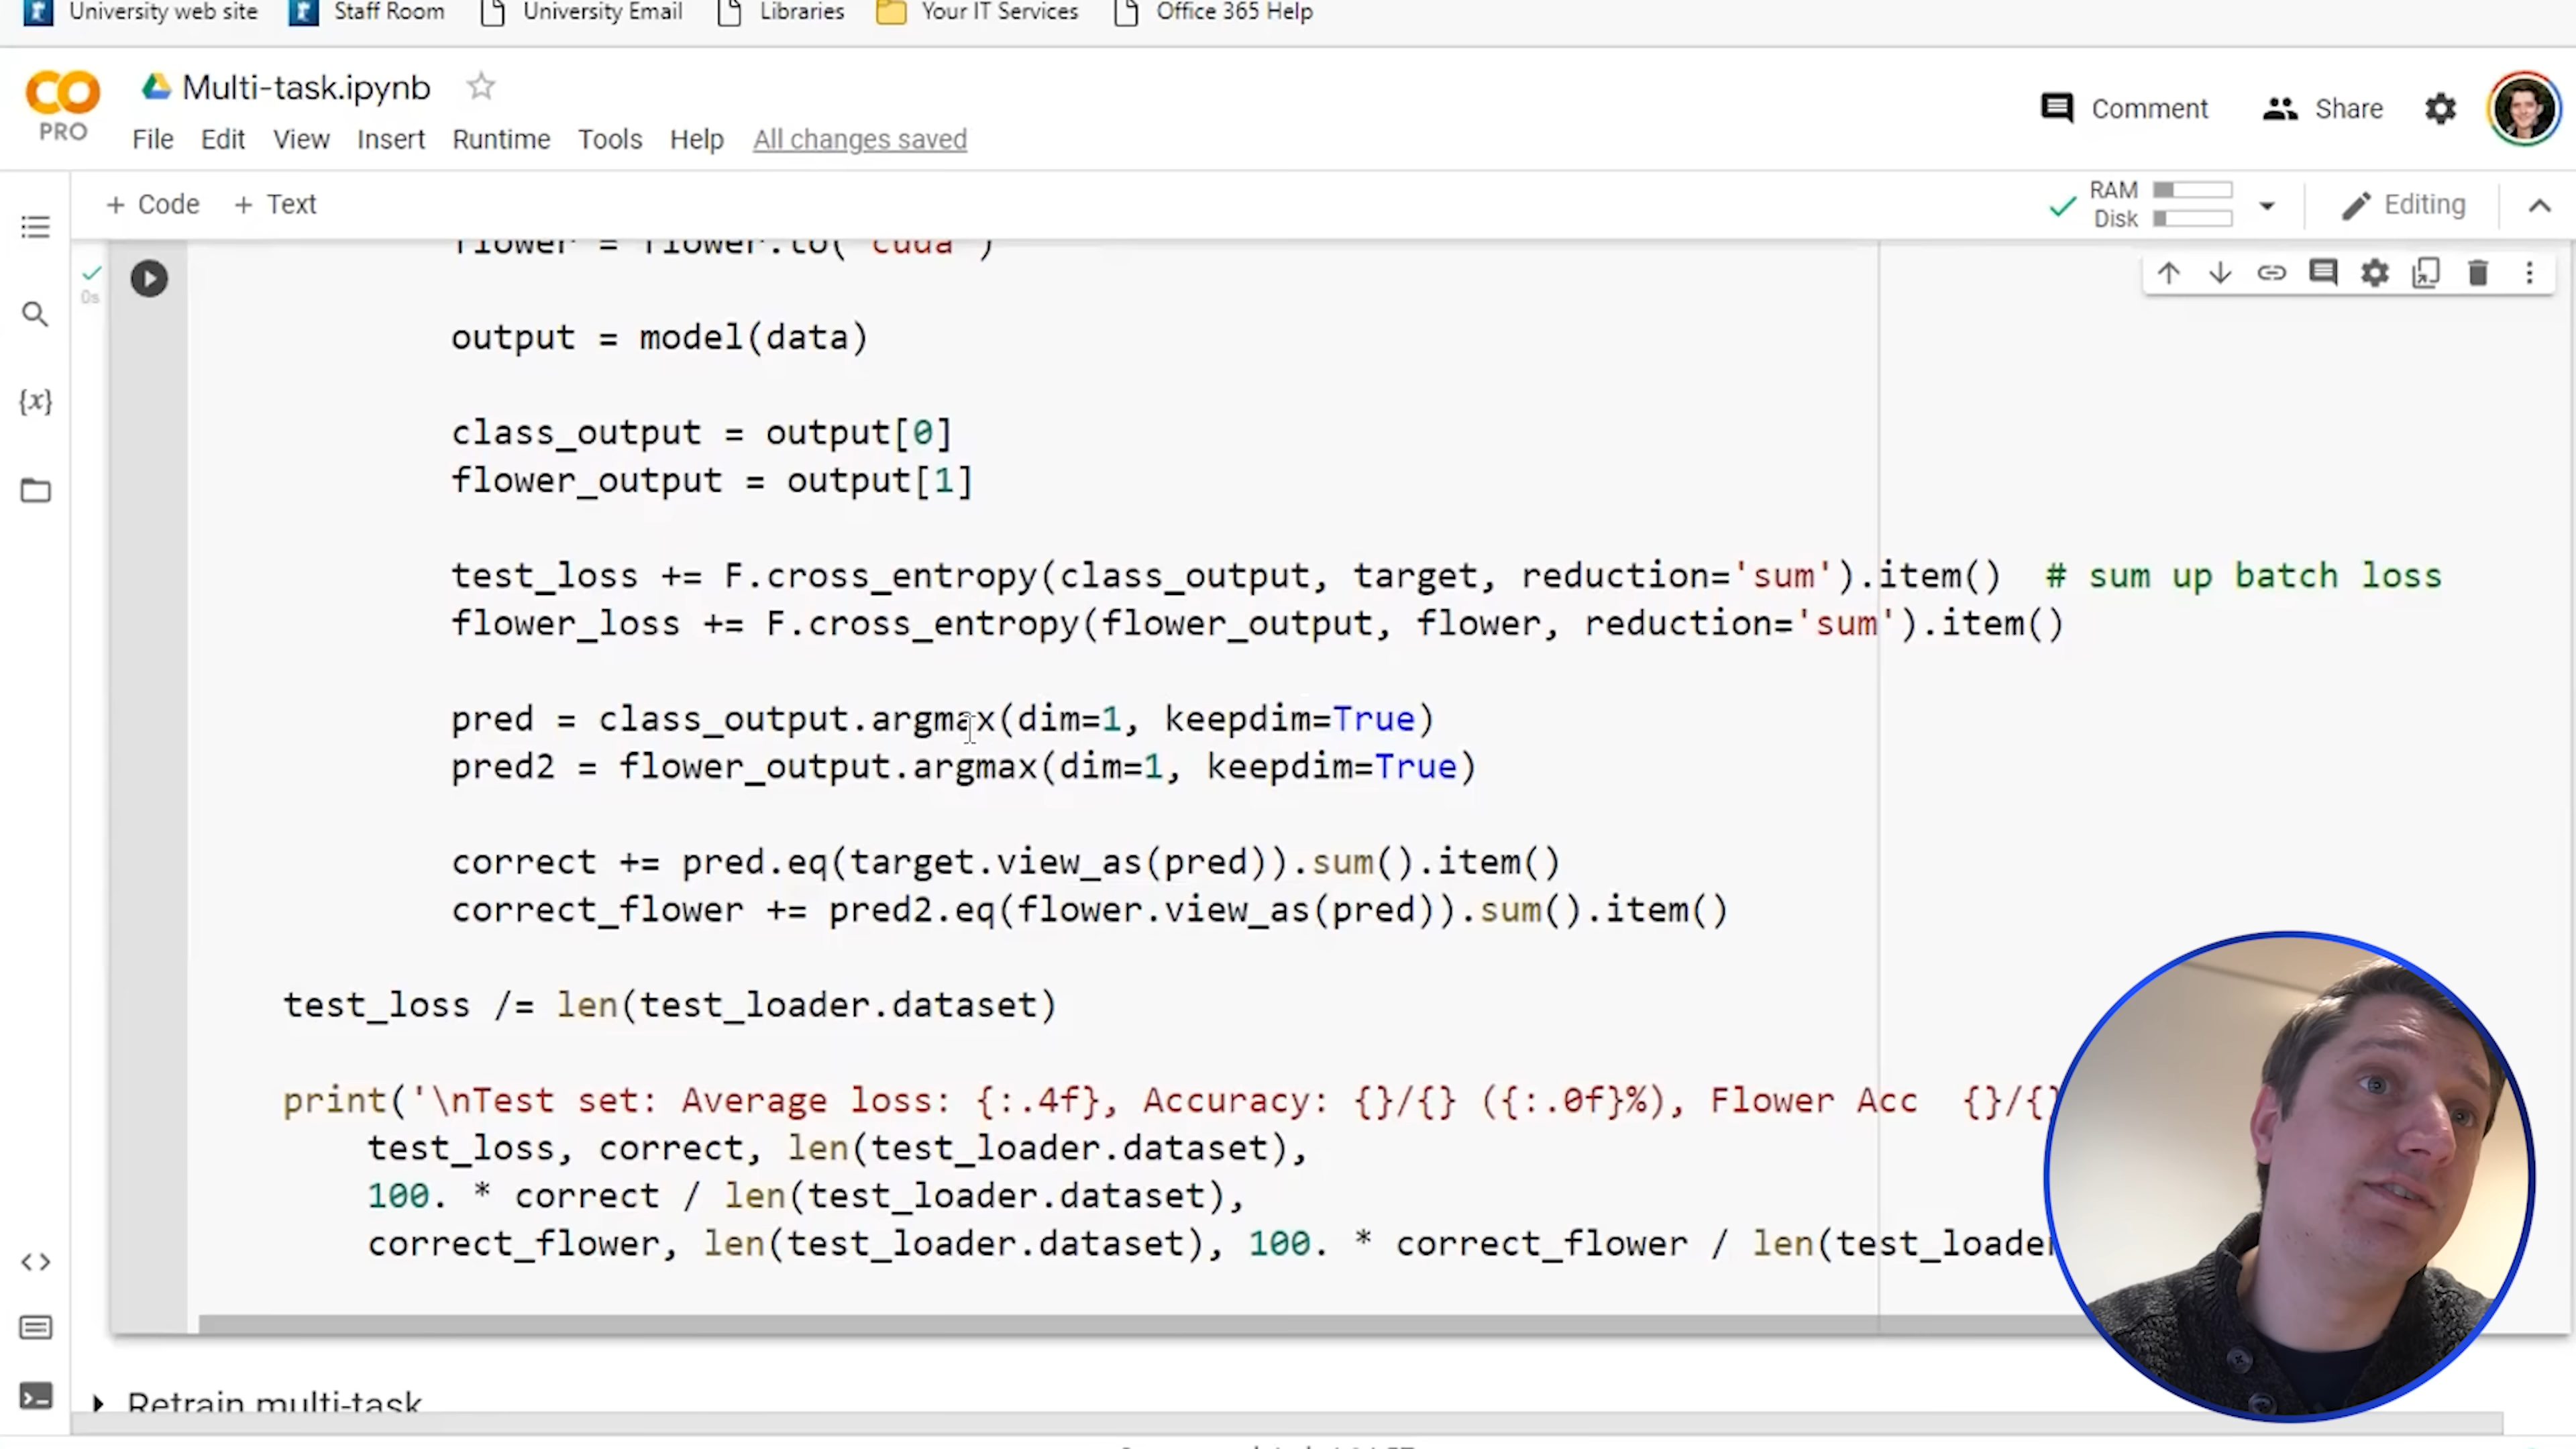 University web site Staff Room University Email Libraries Your IT Services Office 365 Help
CO PRO Multi-task.ipynb Comment Share
File Edit View Insert Runtime Tools Help All changes saved
+ Code + Text RAM Disk Editing
0s
flower = flower.to('cuda')
output = model(data)
{x}
class_output = output[0]
flower_output = output[1]
test_loss += F.cross_entropy(class_output, target, reduction='sum').item()  # sum up batch loss
flower_loss += F.cross_entropy(flower_output, flower, reduction='sum').item()
pred = class_output.argmax(dim=1, keepdim=True)
pred2 = flower_output.argmax(dim=1, keepdim=True)
correct += pred.eq(target.view_as(pred)).sum().item()
correct_flower += pred2.eq(flower.view_as(pred)).sum().item()
test_loss /= len(test_loader.dataset)
print('\nTest set: Average loss: {:.4f}, Accuracy: {}/{} ({:.0f}%), Flower Acc  {}/{}
test_loss, correct, len(test_loader.dataset),
100. * correct / len(test_loader.dataset),
correct_flower, len(test_loader.dataset), 100. * correct_flower / len(test_loader
Retrain multi-task